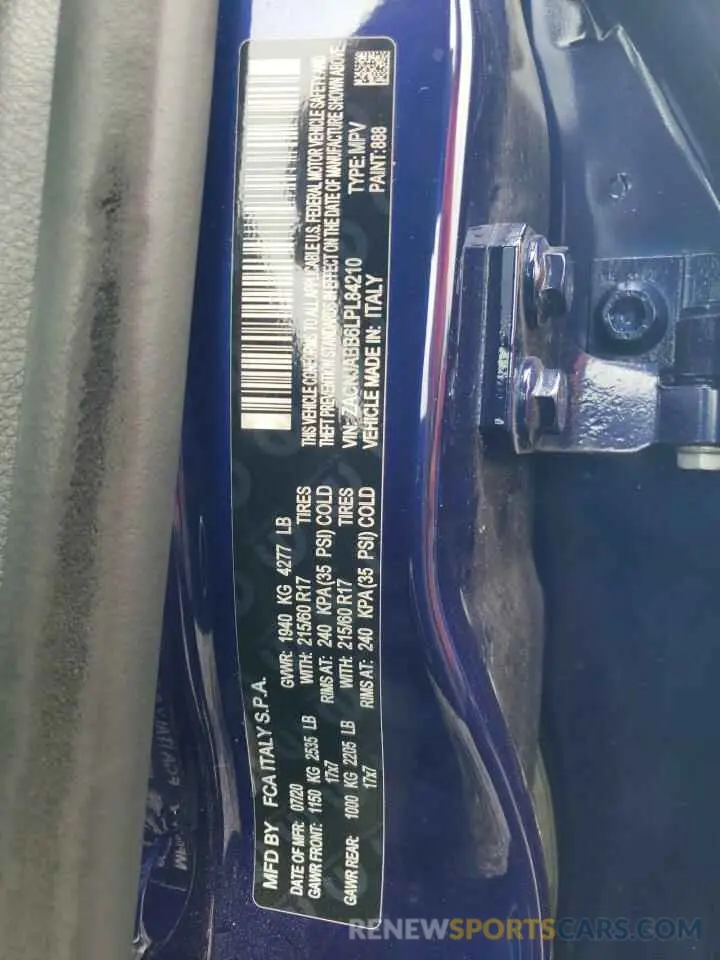 MFD BY FCA ITALY S.P.A.
DATE OF MFR: 07/20 GVWR: 1940 KG 4277 LB
GAWR FRONT: 1150 KG 2535 LB WITH: 215/60 R17 TIRES
17x7 RIMS AT: 240 KPA(35 PSI) COLD
GAWR REAR: 1000 KG 2205 LB WITH: 215/60 R17 TIRES
17x7 RIMS AT: 240 KPA(35 PSI) COLD
THIS VEHICLE CONFORMS TO ALL APPLICABLE U.S. FEDERAL MOTOR VEHICLE SAFETY AND
THEFT PREVENTION STANDARDS IN EFFECT ON THE DATE OF MANUFACTURE SHOWN ABOVE.
VIN: ZACNJABB6LPL84210 TYPE: MPV
VEHICLE MADE IN: ITALY PAINT: 888
RENEWSPORTSCARS.COM